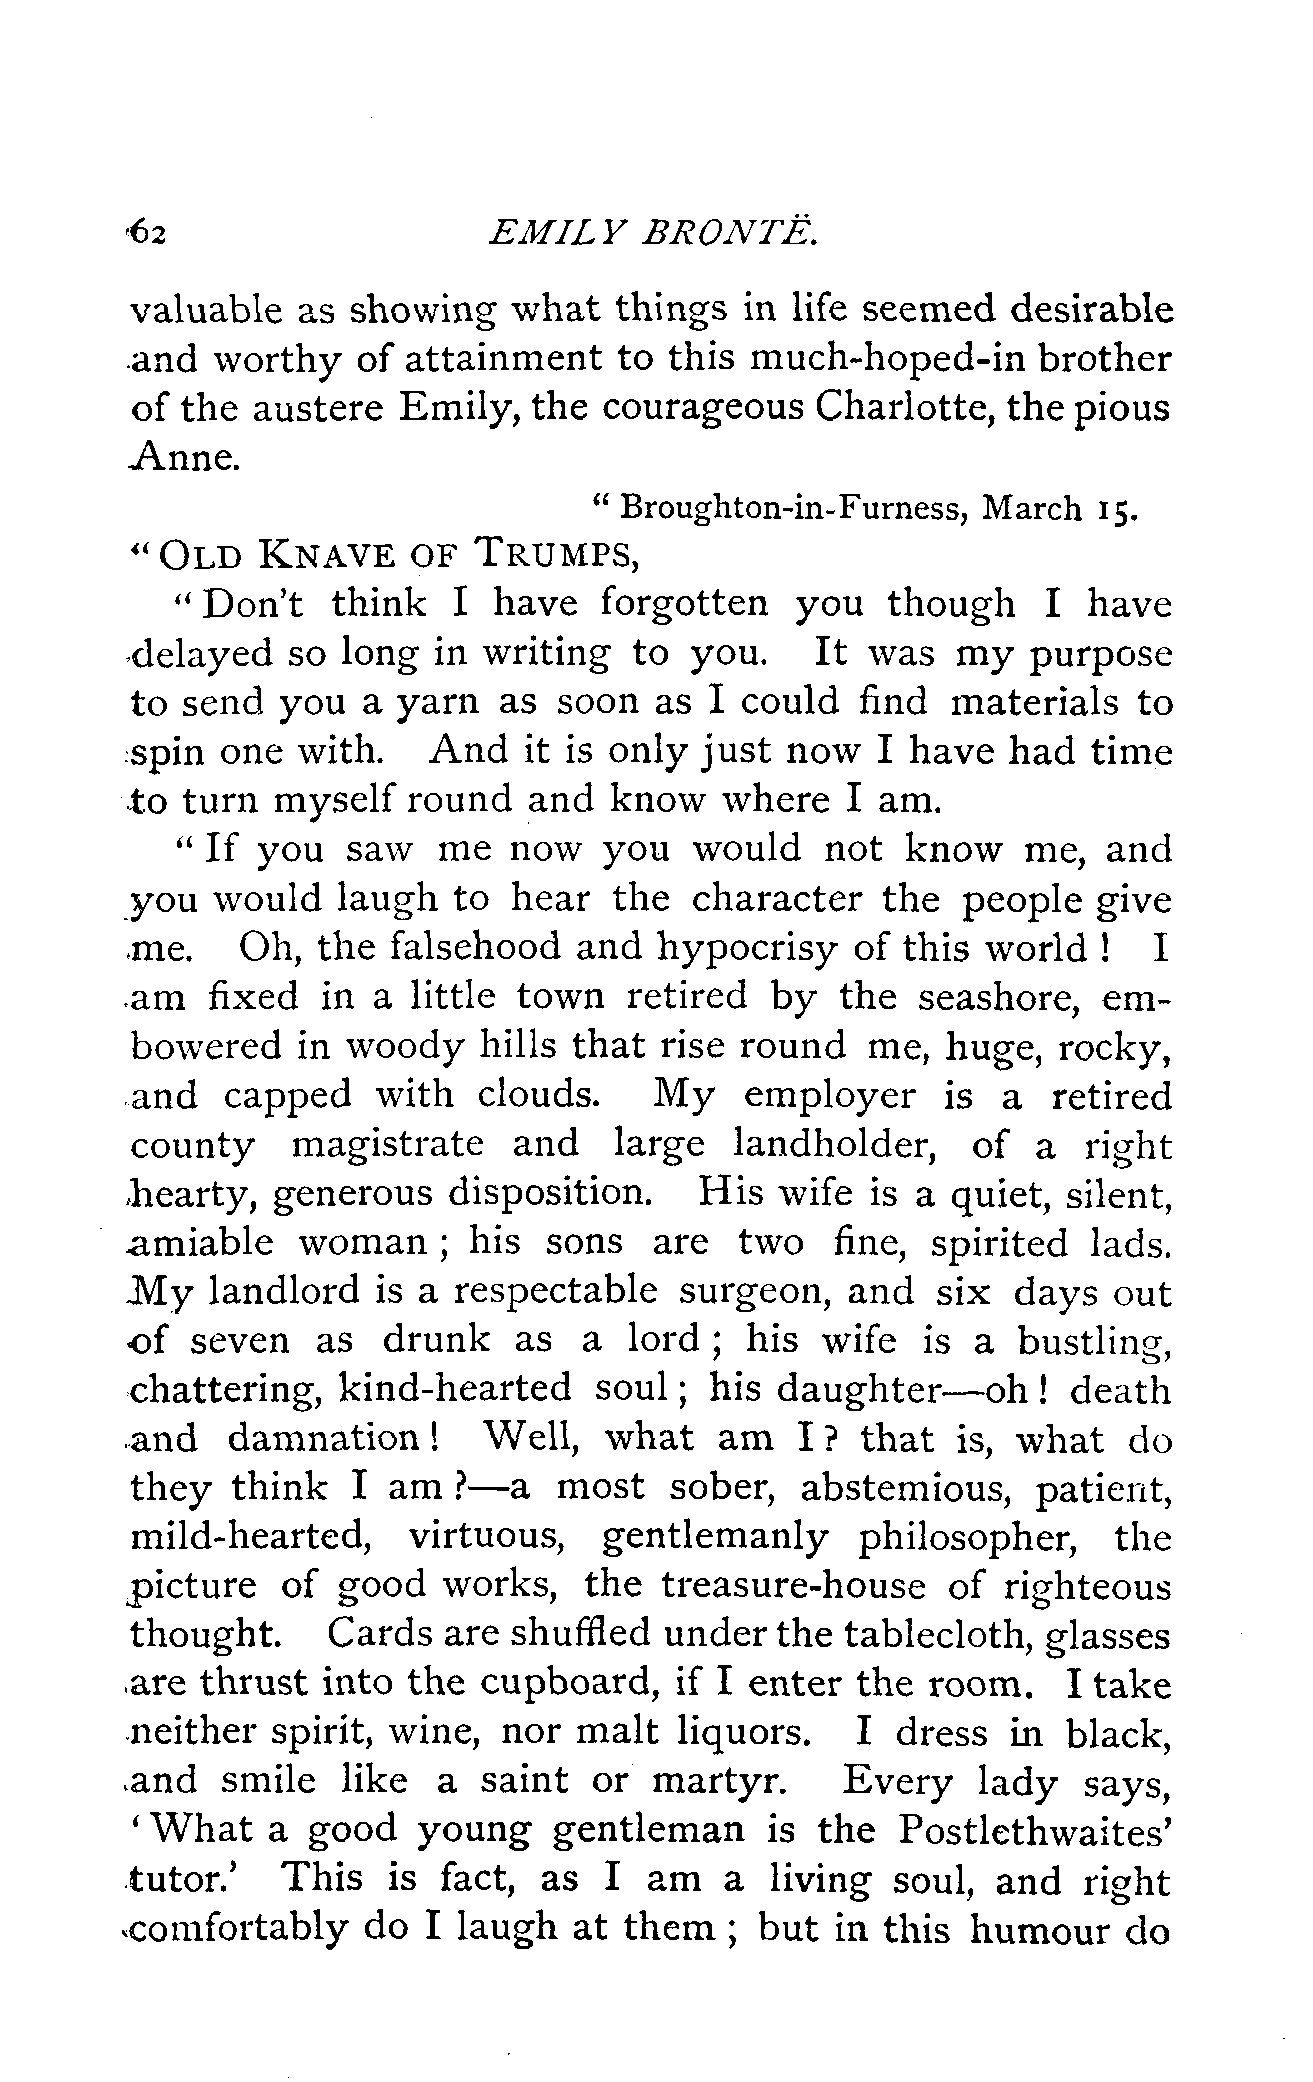 62 EMILY BRONTË.
valuable as showing what things in life seemed desirable
and worthy of attainment to this much-hoped-in brother
of the austere Emily, the courageous Charlotte, the pious
Anne.
“ Broughton-in-Furness, March 15.
“ OLD KNAVE OF TRUMPS,
“ Don't think I have forgotten you though I have
delayed so long in writing to you. It was my purpose
to send you a yarn as soon as I could find materials to
spin one with. And it is only just now I have had time
to turn myself round and know where I am.
“ If you saw me now you would not know me, and
you would laugh to hear the character the people give
me. Oh, the falsehood and hypocrisy of this world ! I
am fixed in a little town retired by the seashore, em-
bowered in woody hills that rise round me, huge, rocky,
and capped with clouds. My employer is a retired
county magistrate and large landholder, of a right
hearty, generous disposition. His wife is a quiet, silent,
amiable woman ; his sons are two fine, spirited lads.
My landlord is a respectable surgeon, and six days out
of seven as drunk as a lord ; his wife is a bustling,
chattering, kind-hearted soul ; his daughter—oh ! death
and damnation ! Well, what am I ? that is, what do
they think I am ?—a most sober, abstemious, patient,
mild-hearted, virtuous, gentlemanly philosopher, the
picture of good works, the treasure-house of righteous
thought. Cards are shuffled under the tablecloth, glasses
are thrust into the cupboard, if I enter the room. I take
neither spirit, wine, nor malt liquors. I dress in black,
and smile like a saint or martyr. Every lady says,
‘ What a good young gentleman is the Postlethwaites’
tutor.’ This is fact, as I am a living soul, and right
comfortably do I laugh at them ; but in this humour do